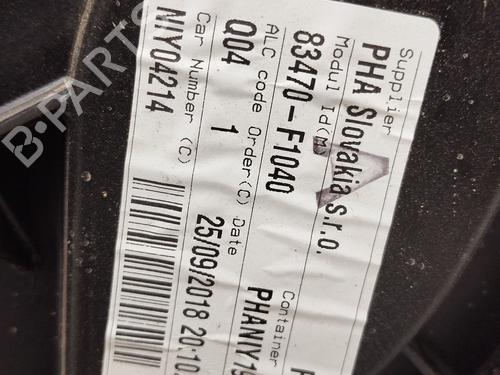 Supplier
PHA Slovakia s.r.o.
Modul Id(M) Container
83470-F1040
ALC code Order(C) Date
Q04 1 25/09/2018 20:10
Car Number (C)
NIY04214
B-PARTS